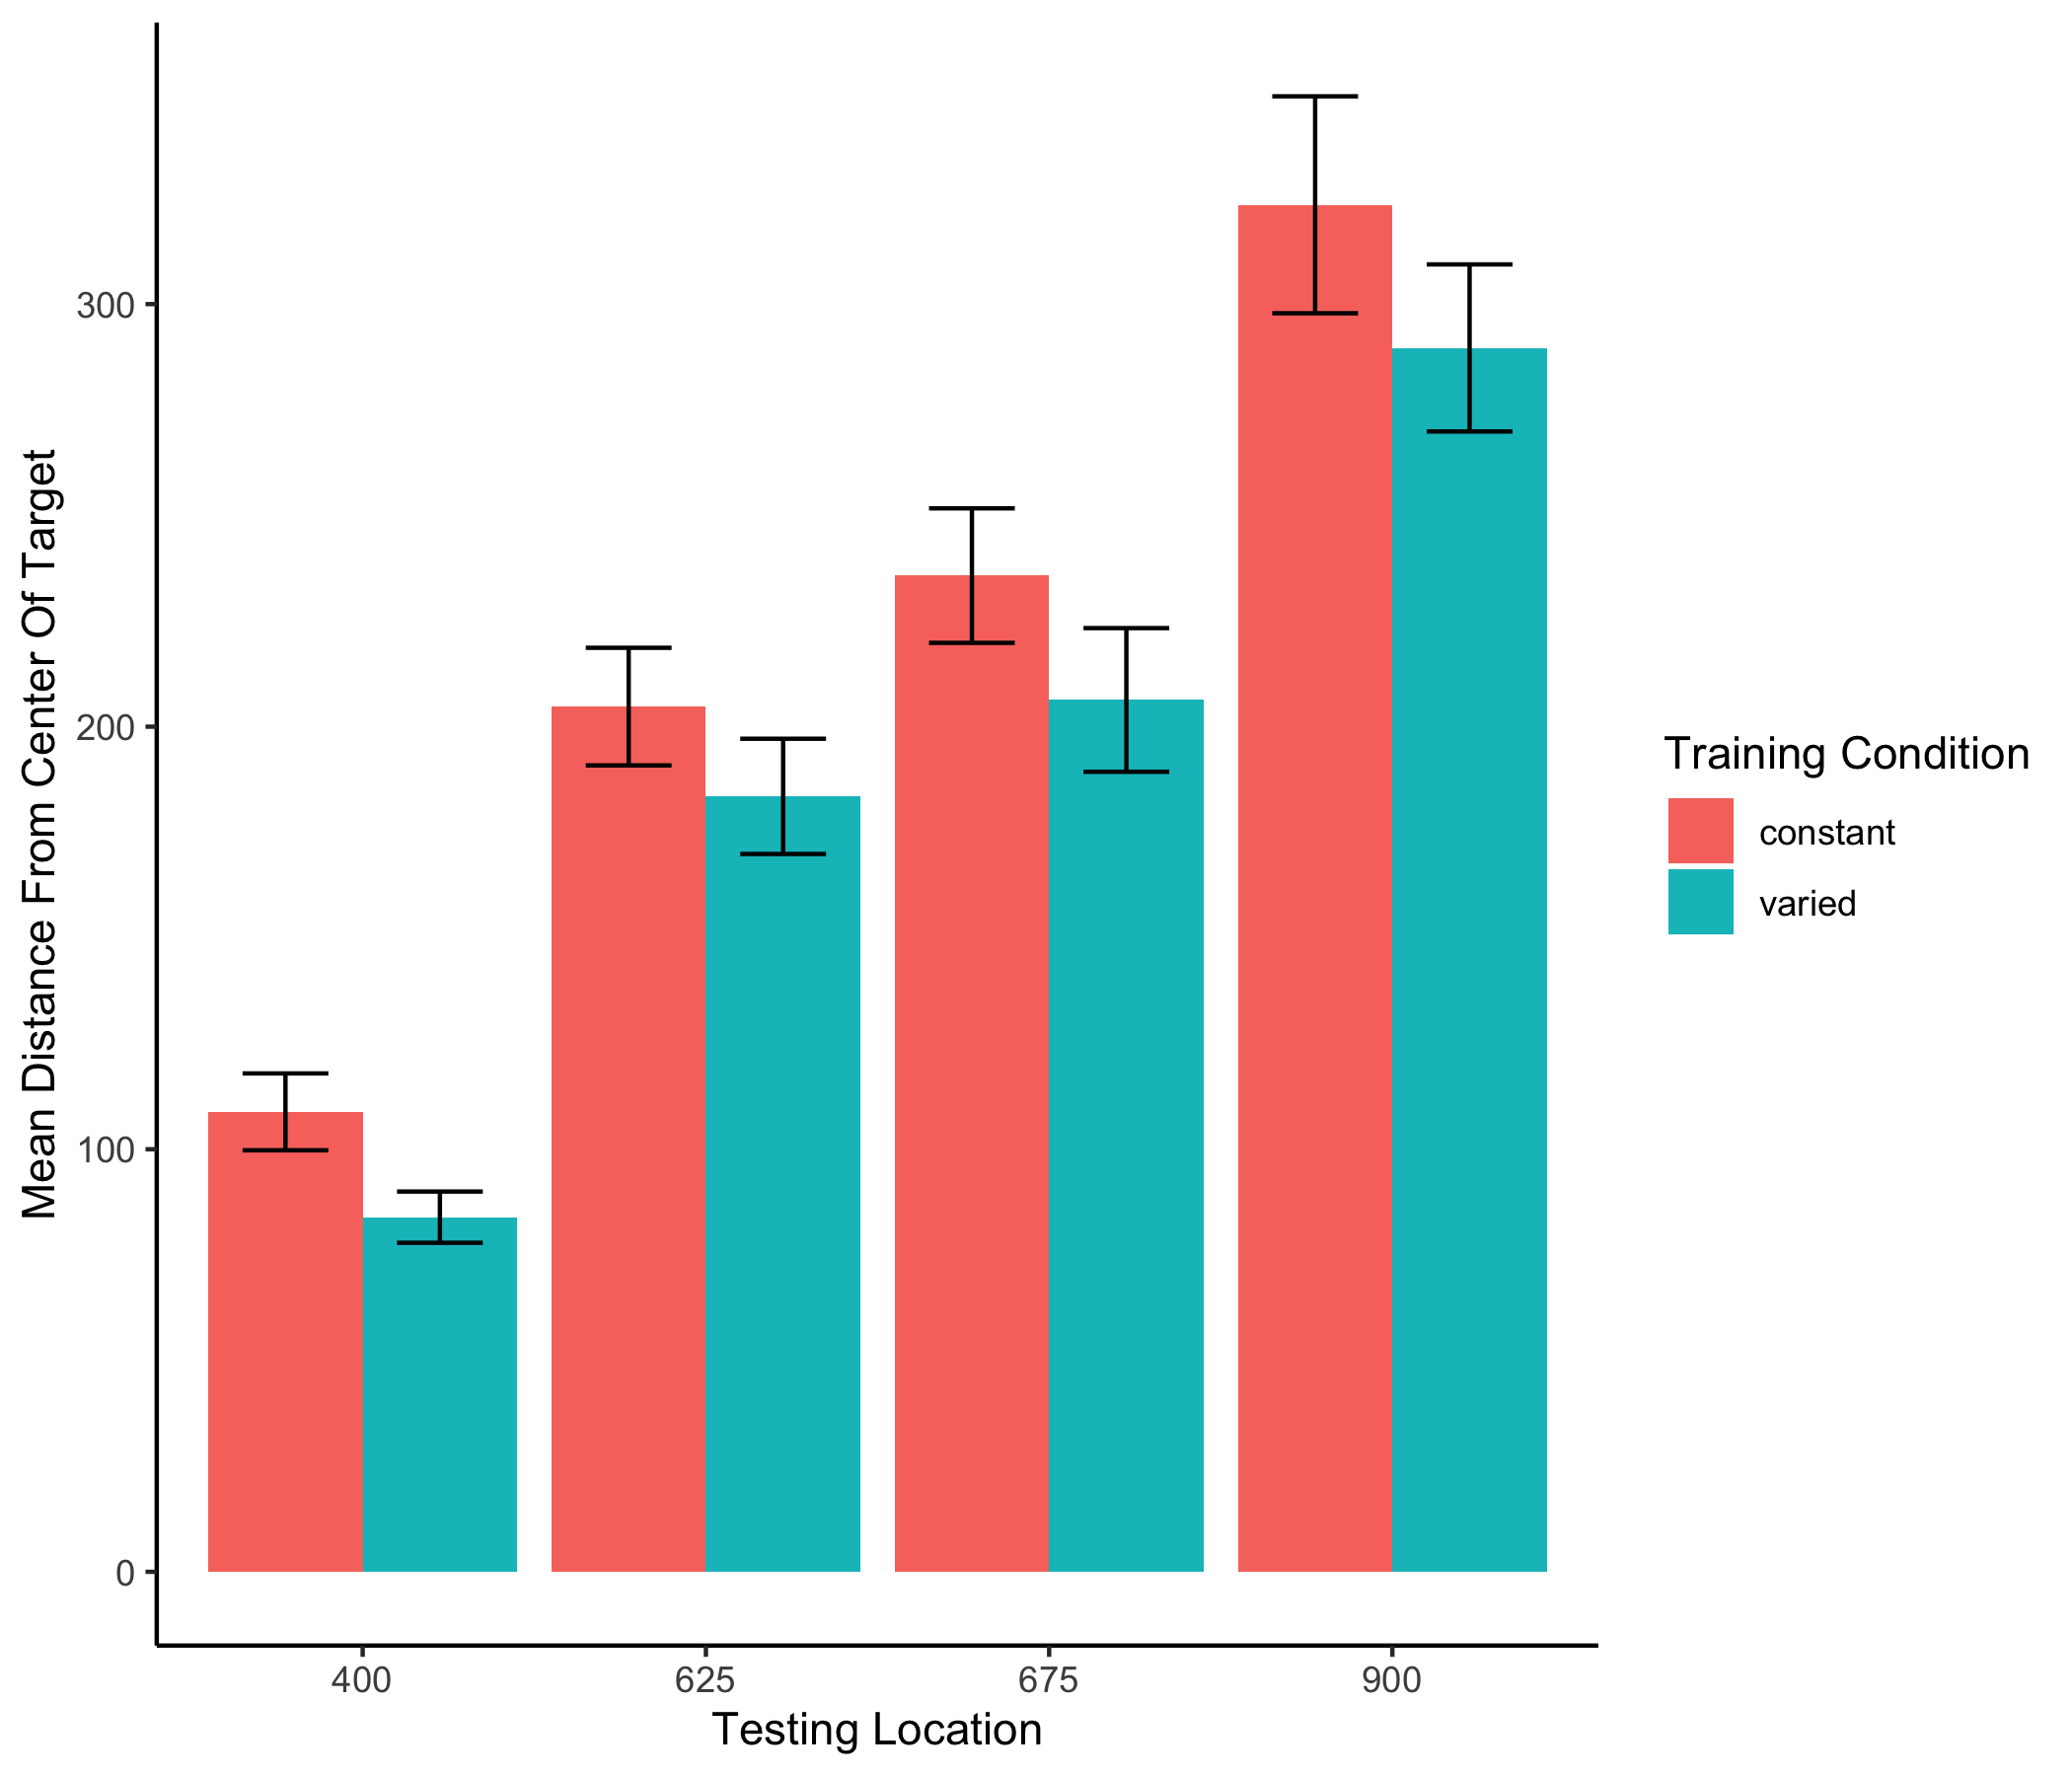 Mean Distance From Center Of Target
300
200
100
0
400 625 675 900
Testing Location
Training Condition
constant
varied